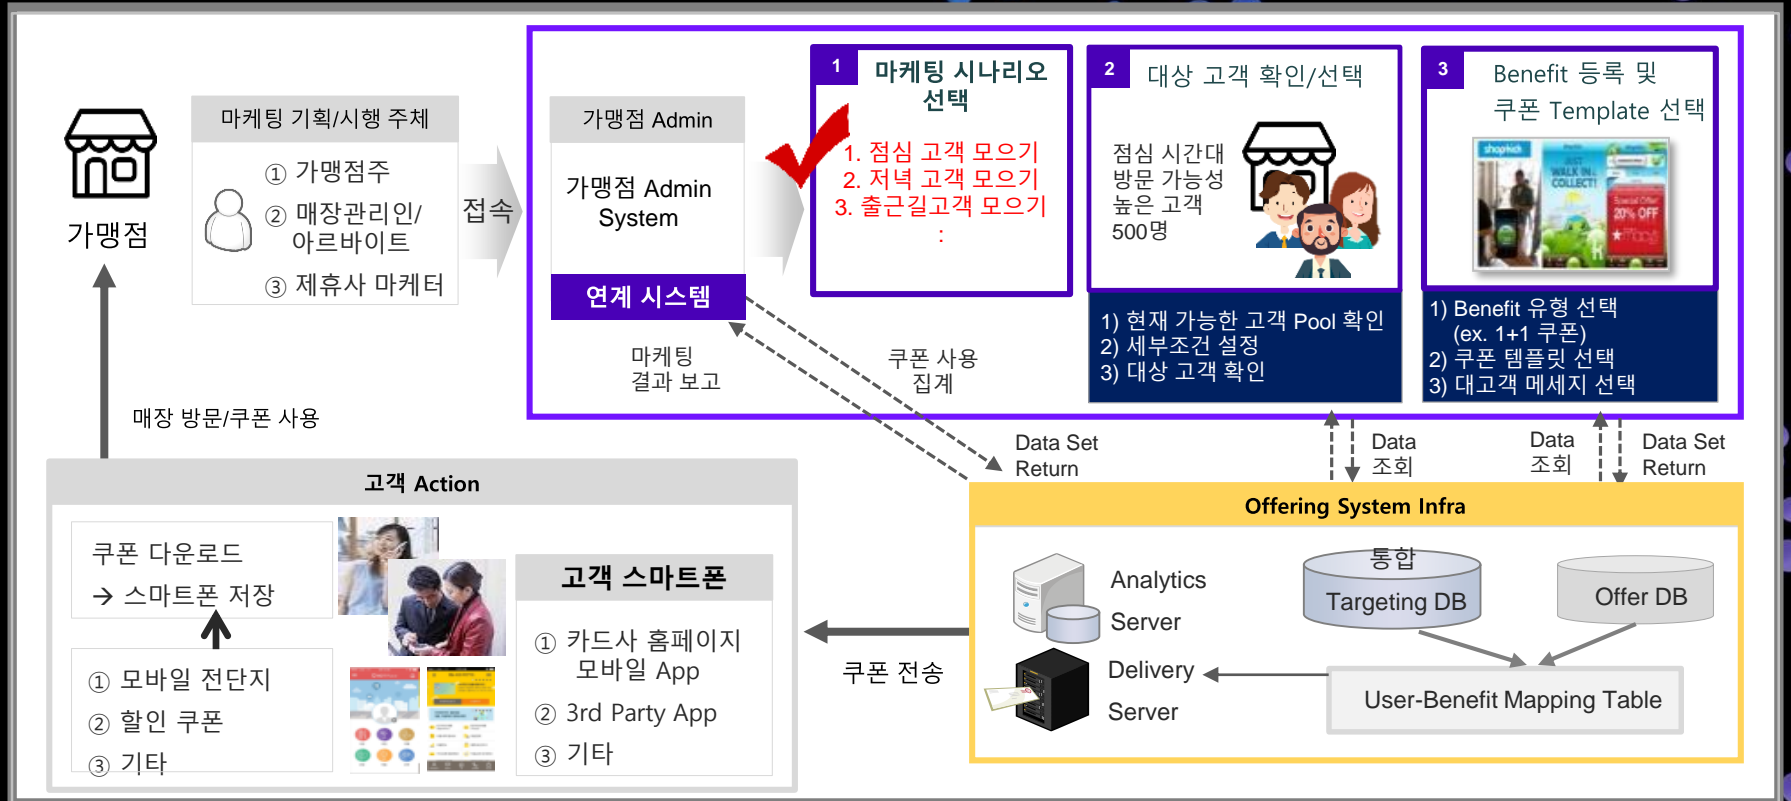 가맹점
마케팅 기획/시행 주체
① 가맹점주
② 매장관리인/
아르바이트
③ 제휴사 마케터
접속
가맹점 Admin
가맹점 Admin
System
연계 시스템
1
마케팅 시나리오
선택
1. 점심 고객 모으기
2. 저녁 고객 모으기
3. 출근길고객 모으기
:
2
대상 고객 확인/선택
점심 시간대
방문 가능성
높은 고객
500명
1) 현재 가능한 고객 Pool 확인
2) 세부조건 설정
3) 대상 고객 확인
3
Benefit 등록 및
쿠폰 Template 선택
shopkick
JUST
WALK IN
COLLECT!
Special Offer
20% OFF
1) Benefit 유형 선택
(ex. 1+1 쿠폰)
2) 쿠폰 템플릿 선택
3) 대고객 메세지 선택
마케팅
결과 보고
쿠폰 사용
집계
매장 방문/쿠폰 사용
Data Set
Return
Data
조회
Data
조회
Data Set
Return
고객 Action
쿠폰 다운로드
→ 스마트폰 저장
① 모바일 전단지
② 할인 쿠폰
③ 기타
고객 스마트폰
① 카드사 홈페이지
모바일 App
② 3rd Party App
③ 기타
쿠폰 전송
Offering System Infra
Analytics
Server
Delivery
Server
통합
Targeting DB
Offer DB
User-Benefit Mapping Table